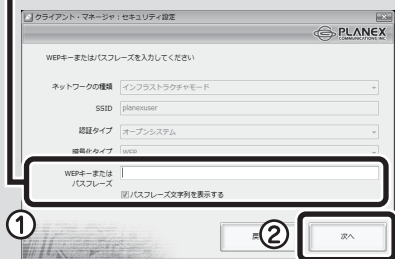 クライアント・マネージャ:セキュリティ設定
PLANEX
COMMUNICATIONS INC.
WEPキーまたはパスフレーズを入力してください
ネットワークの種類 インフラストラクチャモード
SSID planexuser
認証タイプ オープンシステム
暗号化タイプ WEP
WEPキーまたは
パスフレーズ
パスフレーズ文字列を表示する
① ② 次へ